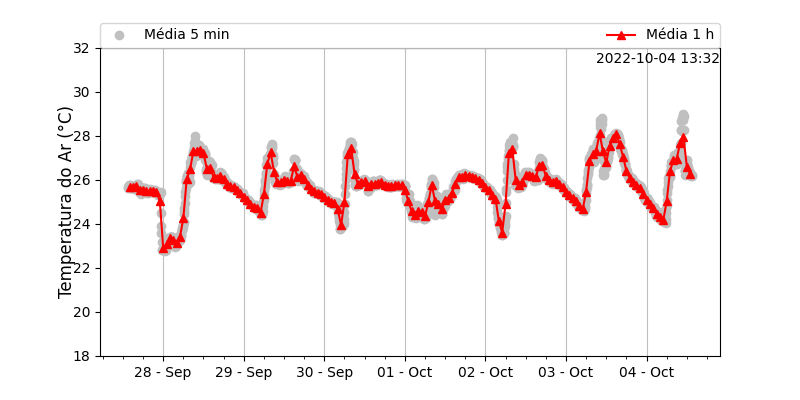 Média 5 min
Média 1 h
2022-10-04 13:32
Temperatura do Ar (°C)
32
30
28
26
24
22
20
18
28 - Sep
29 - Sep
30 - Sep
01 - Oct
02 - Oct
03 - Oct
04 - Oct